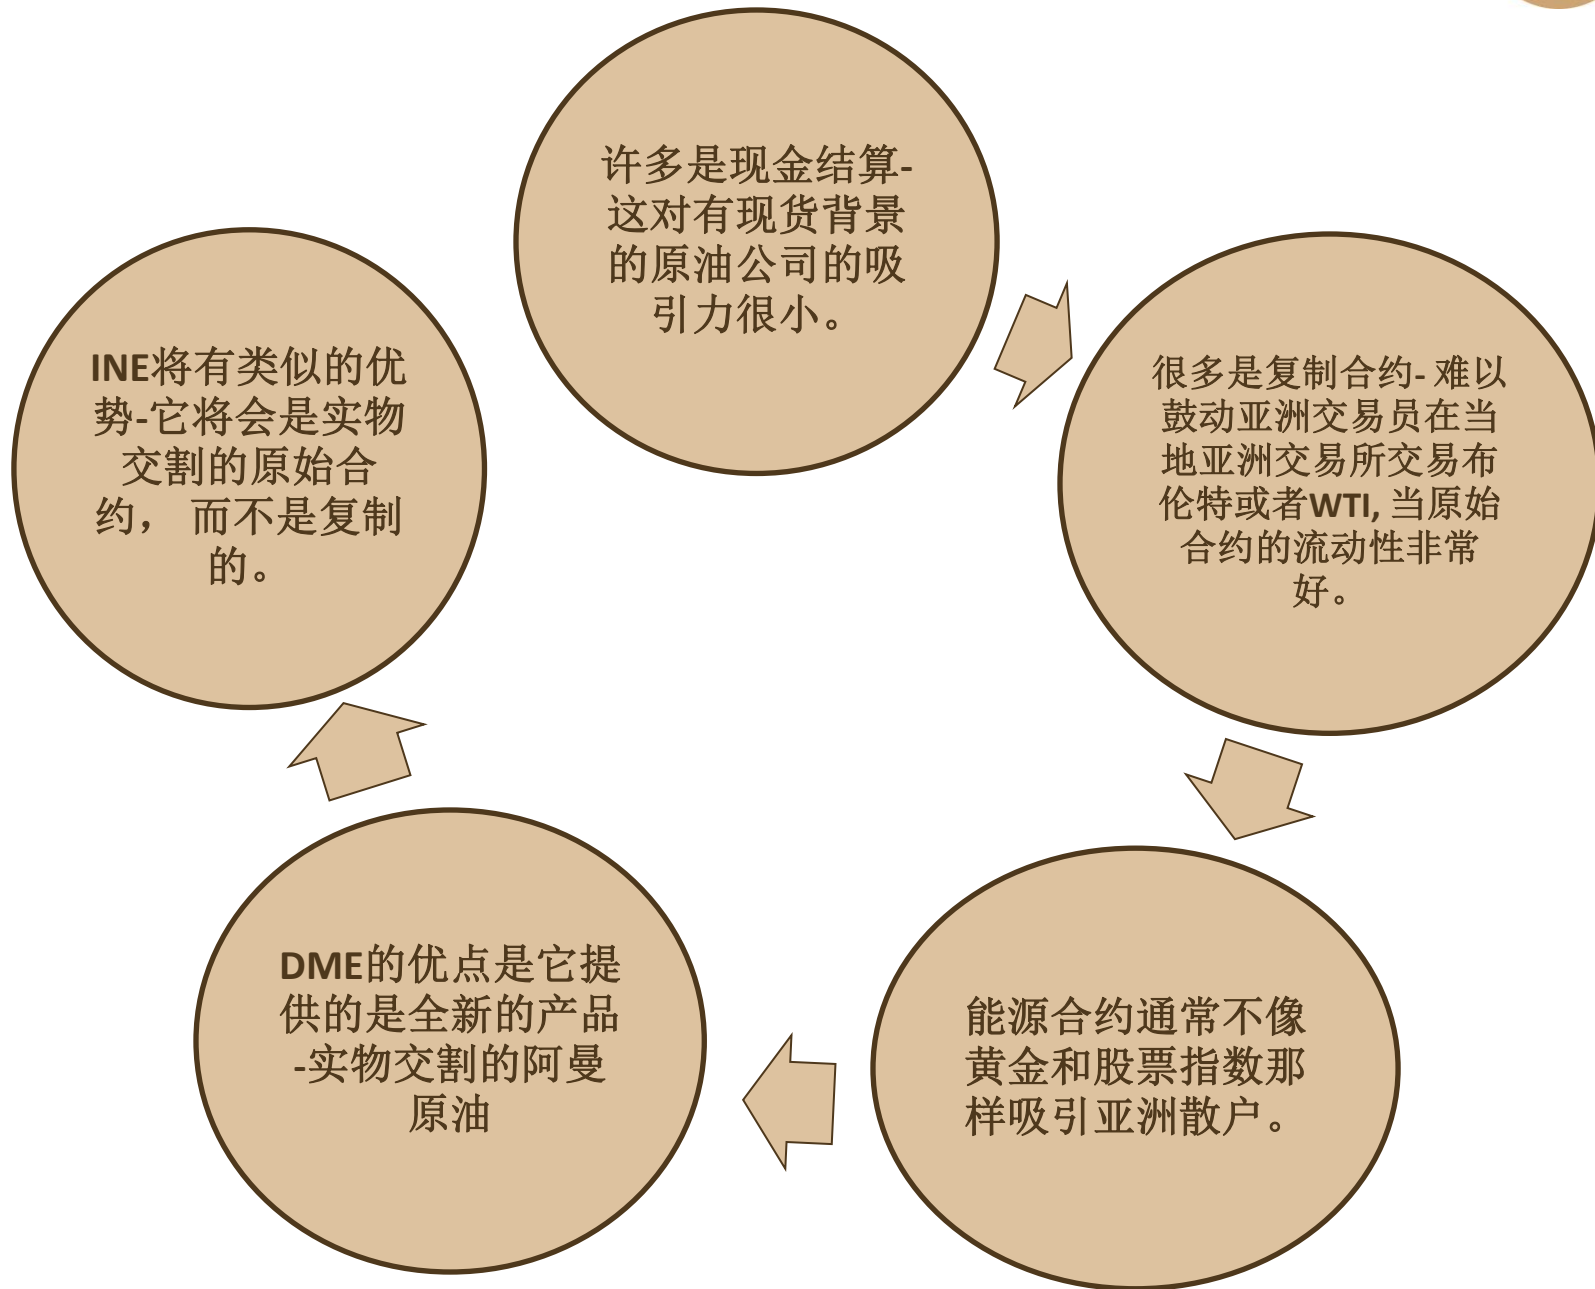 许多是现金结算-
这对有现货背景
的原油公司的吸
引力很小。
很多是复制合约- 难以
鼓动亚洲交易员在当
地亚洲交易所交易布
伦特或者WTI, 当原始
合约的流动性非常
好。
能源合约通常不像
黄金和股票指数那
样吸引亚洲散户。
DME的优点是它提
供的是全新的产品
-实物交割的阿曼
原油
INE将有类似的优
势-它将会是实物
交割的原始合
约， 而不是复制
的。